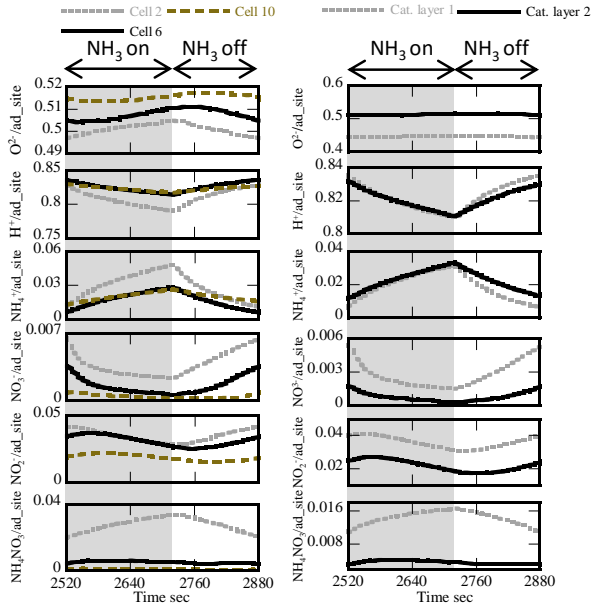 Cell 2
Cell 10
Cell 6
Cat. layer 1
Cat. layer 2
NH3 on
NH3 off
NH3 on
NH3 off
O2-/ad_site
0.52
0.51
0.5
0.49
O2-/ad_site
0.6
0.5
0.4
H+/ad_site
0.85
0.8
0.75
H+/ad_site
0.84
0.82
0.8
NH4+/ad_site
0.06
0.03
0
NH4+/ad_site
0.04
0.02
0
NO3-/ad_site
0.007
0
NO3-/ad_site
0.006
0.003
0
NO2-/ad_site
0.05
0
NO2-/ad_site
0.04
0.02
NH4NO3/ad_site
0.04
0
NH4NO3/ad_site
0.016
0.008
2520
2640
2760
2880
Time sec
2520
2640
2760
2880
Time sec